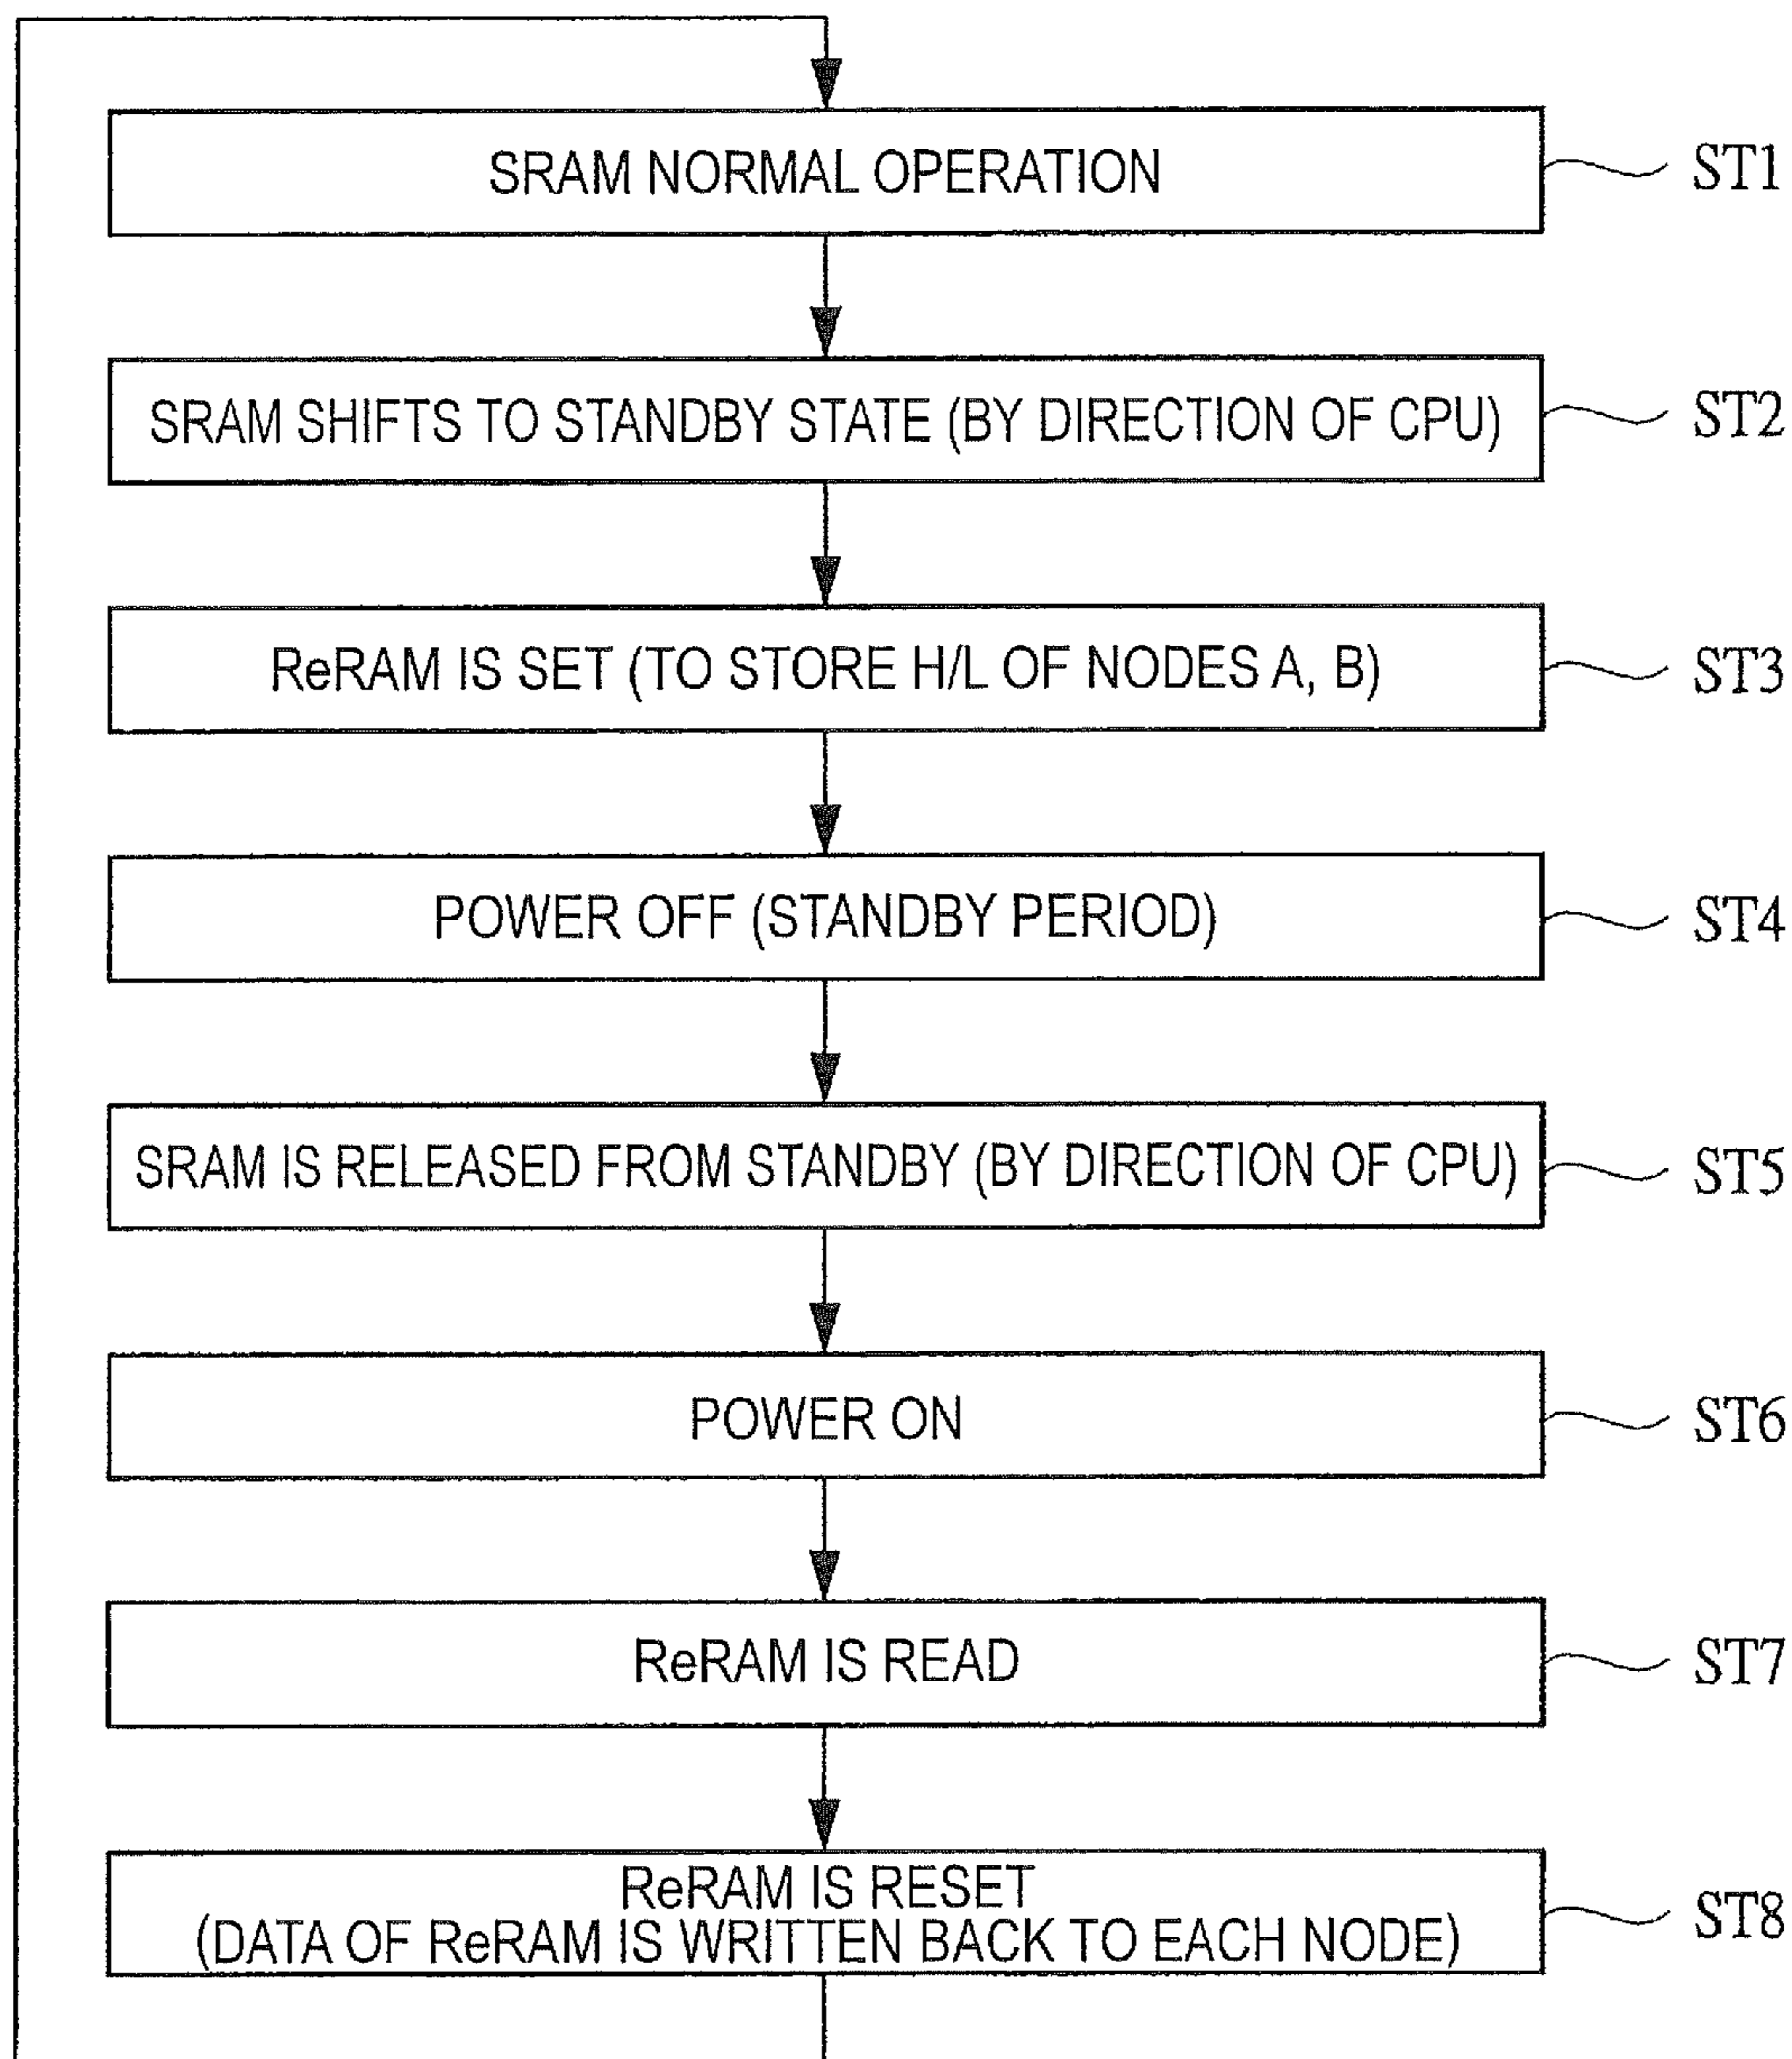 SRAM NORMAL OPERATION
ST1
SRAM SHIFTS TO STANDBY STATE (BY DIRECTION OF CPU)
ST2
ReRAM IS SET (TO STORE H/L OF NODES A, B)
ST3
POWER OFF (STANDBY PERIOD)
ST4
SRAM IS RELEASED FROM STANDBY (BY DIRECTION OF CPU)
ST5
POWER ON
ST6
ReRAM IS READ
ST7
ReRAM IS RESET
(DATA OF ReRAM IS WRITTEN BACK TO EACH NODE)
ST8